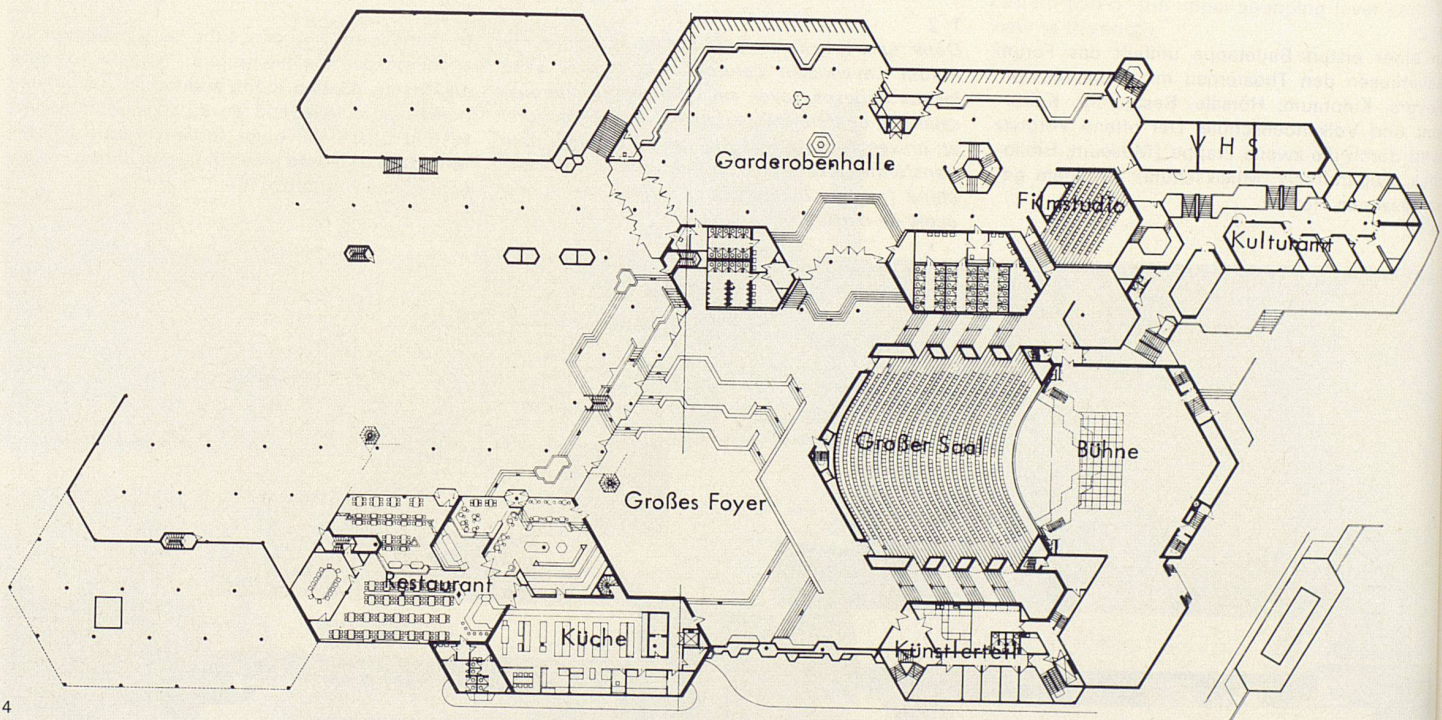 VHS
Garderobenhalle
Filmstudio
Kulturamt
Großer Saal
Bühne
Großes Foyer
Restaurant
Küche
Künstlerteil
4